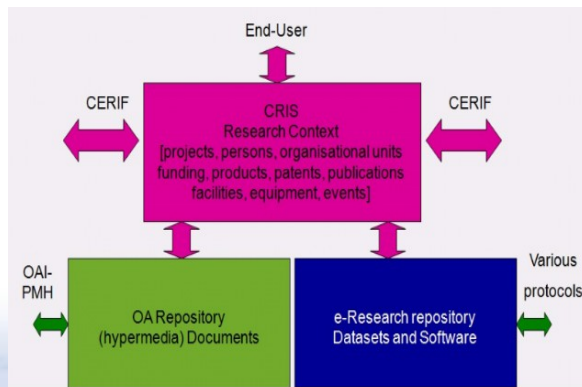 End-User
CERIF
CERIF
CRIS
Research Context
[projects, persons, organisational units
funding, products, patents, publications
facilities, equipment, events]
OAI-
PMH
OA Repository
(hypermedia) Documents
e-Research repository
Datasets and Software
Various
protocols